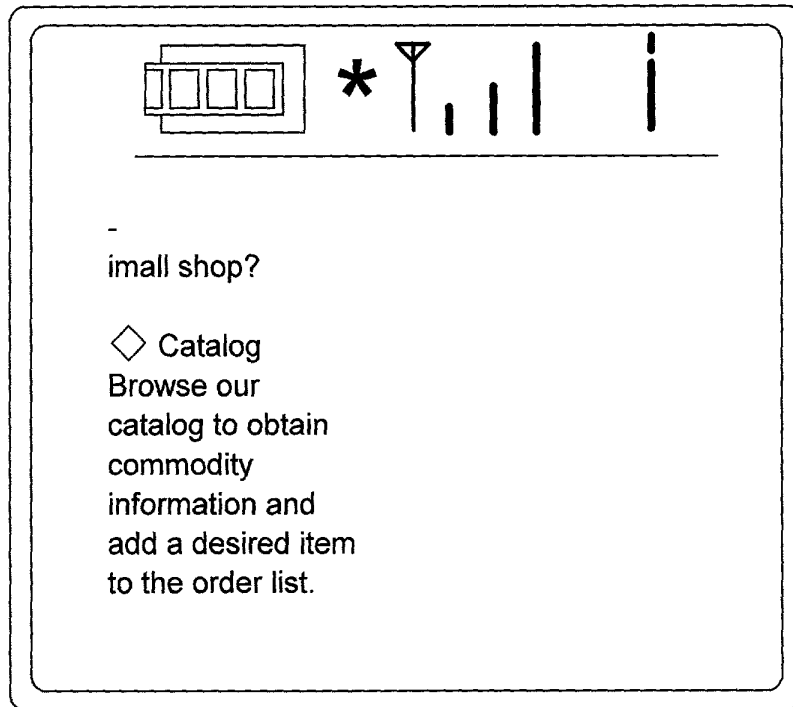 * i
-
imall shop?
◇ Catalog
Browse our
catalog to obtain
commodity
information and
add a desired item
to the order list.